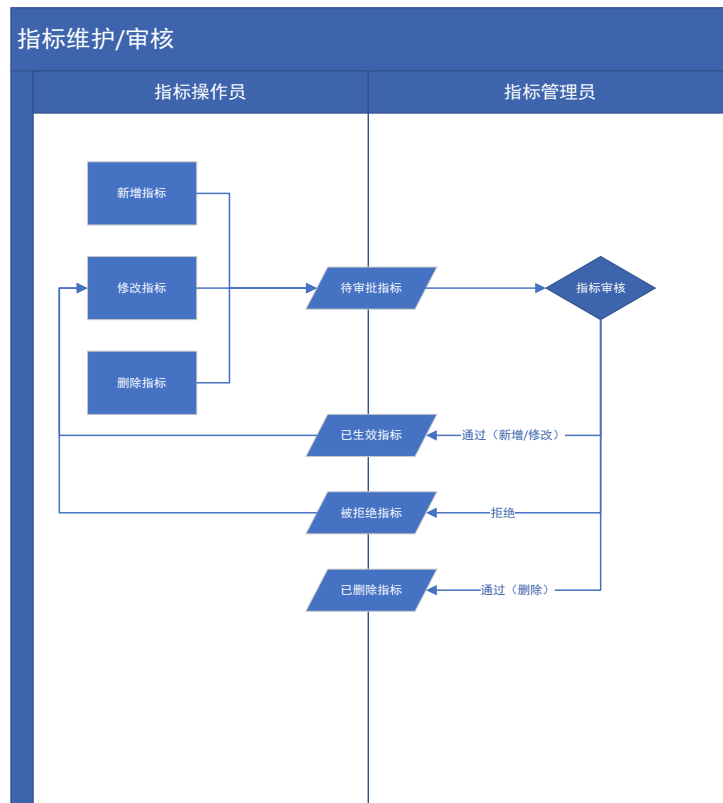 指标维护/审核
指标操作员
指标管理员
新增指标
修改指标
待审批指标
指标审核
删除指标
已生效指标
通过（新增/修改）
被拒绝指标
拒绝
已删除指标
通过（删除）